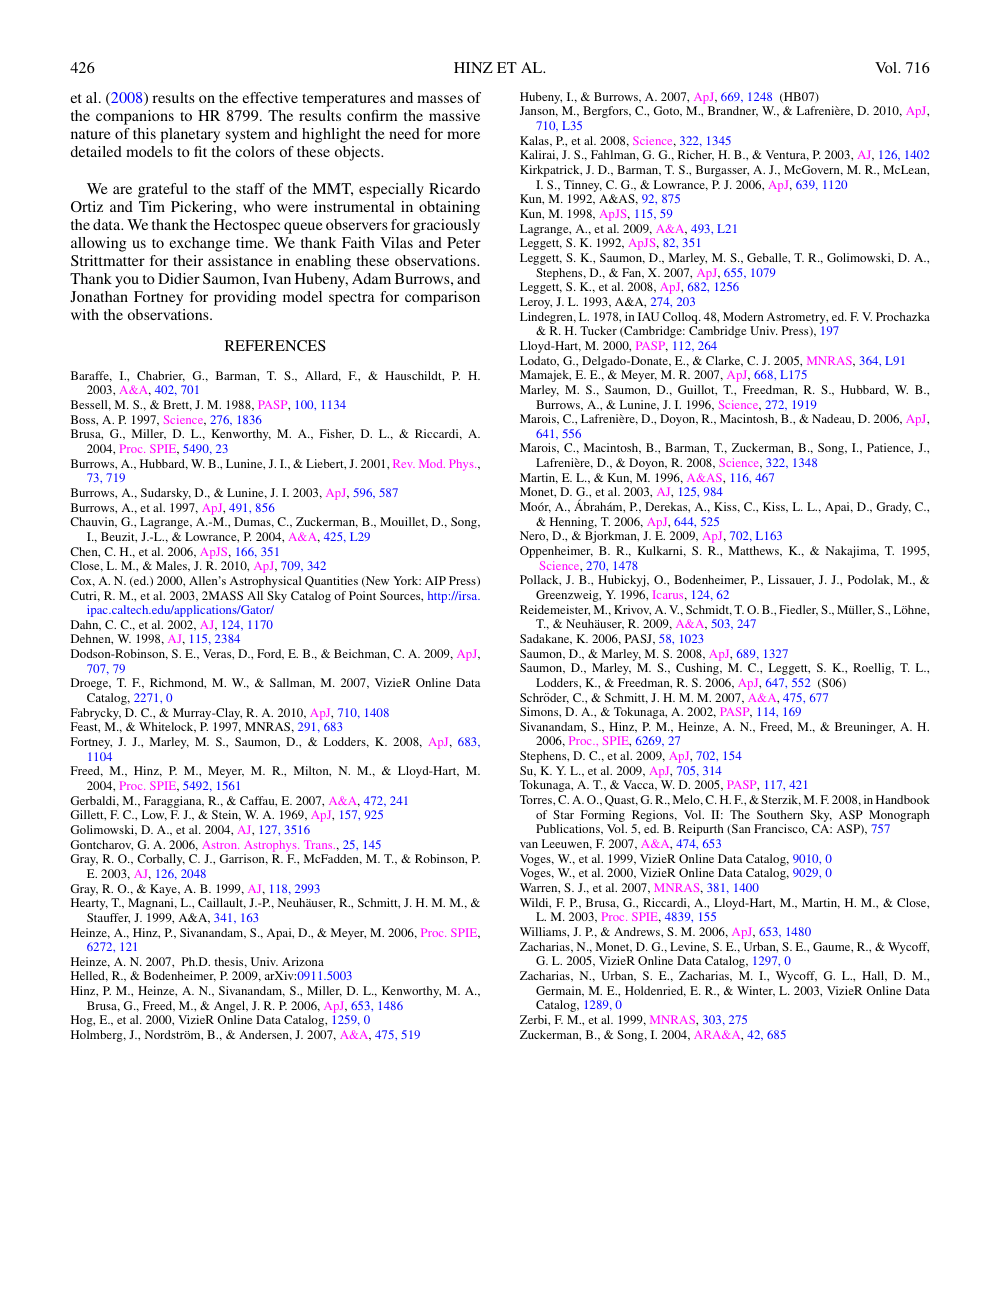 426
HINZ ET AL.
Vol. 716
et al. (2008) results on the effective temperatures and masses of
the companions to HR 8799. The results confirm the massive
nature of this planetary system and highlight the need for more
detailed models to fit the colors of these objects.
We are grateful to the staff of the MMT, especially Ricardo
Ortiz and Tim Pickering, who were instrumental in obtaining
the data. We thank the Hectospec queue observers for graciously
allowing us to exchange time. We thank Faith Vilas and Peter
Strittmatter for their assistance in enabling these observations.
Thank you to Didier Saumon, Ivan Hubeny, Adam Burrows, and
Jonathan Fortney for providing model spectra for comparison
with the observations.
REFERENCES
Baraffe, I., Chabrier, G., Barman, T. S., Allard, F., & Hauschildt, P. H.
2003, A&A, 402, 701
Bessell, M. S., & Brett, J. M. 1988, PASP, 100, 1134
Boss, A. P. 1997, Science, 276, 1836
Brusa, G., Miller, D. L., Kenworthy, M. A., Fisher, D. L., & Riccardi, A.
2004, Proc. SPIE, 5490, 23
Burrows, A., Hubbard, W. B., Lunine, J. I., & Liebert, J. 2001, Rev. Mod. Phys.,
73, 719
Burrows, A., Sudarsky, D., & Lunine, J. I. 2003, ApJ, 596, 587
Burrows, A., et al. 1997, ApJ, 491, 856
Chauvin, G., Lagrange, A.-M., Dumas, C., Zuckerman, B., Mouillet, D., Song,
I., Beuzit, J.-L., & Lowrance, P. 2004, A&A, 425, L29
Chen, C. H., et al. 2006, ApJS, 166, 351
Close, L. M., & Males, J. R. 2010, ApJ, 709, 342
Cox, A. N. (ed.) 2000, Allen's Astrophysical Quantities (New York: AIP Press)
Cutri, R. M., et al. 2003, 2MASS All Sky Catalog of Point Sources, http://irsa.
ipac.caltech.edu/applications/Gator/
Dahn, C. C., et al. 2002, AJ, 124, 1170
Dehnen, W. 1998, AJ, 115, 2384
Dodson-Robinson, S. E., Veras, D., Ford, E. B., & Beichman, C. A. 2009, ApJ,
707, 79
Droege, T. F., Richmond, M. W., & Sallman, M. 2007, VizieR Online Data
Catalog, 2271, 0
Fabrycky, D. C., & Murray-Clay, R. A. 2010, ApJ, 710, 1408
Feast, M., & Whitelock, P. 1997, MNRAS, 291, 683
Fortney, J. J., Marley, M. S., Saumon, D., & Lodders, K. 2008, ApJ, 683,
1104
Freed, M., Hinz, P. M., Meyer, M. R., Milton, N. M., & Lloyd-Hart, M.
2004, Proc. SPIE, 5492, 1561
Gerbaldi, M., Faraggiana, R., & Caffau, E. 2007, A&A, 472, 241
Gillett, F. C., Low, F. J., & Stein, W. A. 1969, ApJ, 157, 925
Golimowski, D. A., et al. 2004, AJ, 127, 3516
Gontcharov, G. A. 2006, Astron. Astrophys, Trans., 25, 145
Gray, R. O., Corbally, C. J., Garrison, R. F., McFadden, M. T., & Robinson, P.
E. 2003, AJ, 126, 2048
Gray, R. O., & Kaye, A. B. 1999, AJ, 118, 2993
Hearty, T., Magnani, L., Caillault, J.-P., Neuhäuser, R., Schmitt, J. H. M. M., &
Stauffer, J. 1999, A&A, 341, 163
Heinze, A., Hinz, P., Sivanandam, S., Apai, D., & Meyer, M. 2006, Proc. SPIE,
6272, 121
Heinze, A. N. 2007, Ph.D. thesis, Univ. Arizona
Helled, R., & Bodenheimer, P. 2009, arXiv:0911.5003
Hinz, P. M., Heinze, A. N., Sivanandam, S., Miller, D. L., Kenworthy, M. A.,
Brusa, G., Freed, M., & Angel, J. R. P. 2006, ApJ, 653, 1486
Hog, E., et al. 2000, VizieR Online Data Catalog, 1259, 0
Holmberg, J., Nordström, B., & Andersen, J. 2007, A&A, 475, 519
Hubeny, I., & Burrows, A. 2007, ApJ, 669, 1248 (HB07)
Janson, M., Bergfors, C., Goto, M., Brandner, W., & Lafrenière, D. 2010, ApJ,
710, L35
Kalas, P., et al. 2008, Science, 322, 1345
Kalirai, J. S., Fahlman, G. G., Richer, H. B., & Ventura, P. 2003, AJ, 126, 1402
Kirkpatrick, J. D., Barman, T. S., Burgasser, A. J., McGovern, M. R., McLean,
I. S., Tinney, C. G., & Lowrance, P. J. 2006, ApJ, 639, 1120
Kun, M. 1992, A&AS, 92, 875
Kun, M. 1998, ApJS, 115, 59
Lagrange, A., et al. 2009, A&A, 493, L21
Leggett, S. K. 1992, ApJS, 82, 351
Leggett, S. K., Saumon, D., Marley, M. S., Geballe, T. R., Golimowski, D. A.,
Stephens, D., & Fan, X. 2007, ApJ, 655, 1079
Leggett, S. K., et al. 2008, ApJ, 682, 1256
Leroy, J. L. 1993, A&A, 274, 203
Lindegren, L. 1978, in IAU Colloq. 48, Modern Astrometry, ed. F. V. Prochazka
& R. H. Tucker (Cambridge: Cambridge Univ. Press), 197
Lloyd-Hart, M. 2000, PASP, 112, 264
Lodato, G., Delgado-Donate, E., & Clarke, C. J. 2005, MNRAS, 364, L91
Mamajek, E. E., & Meyer, M. R. 2007, ApJ, 668, L175
Marley, M. S., Saumon, D., Guillot, T., Freedman, R. S., Hubbard, W. B.,
Burrows, A., & Lunine, J. I. 1996, Science, 272, 1919
Marois, C., Lafrenière, D., Doyon, R., Macintosh, B., & Nadeau, D. 2006, ApJ,
641, 556
Marois, C., Macintosh, B., Barman, T., Zuckerman, B., Song, I., Patience, J.,
Lafrenière, D., & Doyon, R. 2008, Science, 322, 1348
Martin, E. L., & Kun, M. 1996, A&AS, 116, 467
Monet, D. G., et al. 2003, AJ, 125, 984
Moór, A., Ábrahám, P., Derekas, A., Kiss, C., Kiss, L. L., Apai, D., Grady, C.,
& Henning, T. 2006, ApJ, 644, 525
Nero, D., & Bjorkman, J. E. 2009, ApJ, 702, L163
Oppenheimer, B. R., Kulkarni, S. R., Matthews, K., & Nakajima, T. 1995,
Science, 270, 1478
Pollack, J. B., Hubickyj, O., Bodenheimer, P., Lissauer, J. J., Podolak, M., &
Greenzweig, Y. 1996, Icarus, 124, 62
Reidemeister, M., Krivov, A. V., Schmidt, T. O. B., Fiedler, S., Müller, S., Löhne,
T., & Neuhäuser, R. 2009, A&A, 503, 247
Sadakane, K. 2006, PASJ, 58, 1023
Saumon, D., & Marley, M. S. 2008, ApJ, 689, 1327
Saumon, D., Marley, M. S., Cushing, M. C., Leggett, S. K., Roellig, T. L.,
Lodders, K., & Freedman, R. S. 2006, ApJ, 647, 552 (S06)
Schröder, C., & Schmitt, J. H. M. M. 2007, A&A, 475, 677
Simons, D. A., & Tokunaga, A. 2002, PASP, 114, 169
Sivanandam, S., Hinz, P. M., Heinze, A. N., Freed, M., & Breuninger, A. H.
2006, Proc., SPIE, 6269, 27
Stephens, D. C., et al. 2009, ApJ, 702, 154
Su, K. Y. L., et al. 2009, ApJ, 705, 314
Tokunaga, A. T., & Vacca, W. D. 2005, PASP, 117, 421
Torres, C. A. O., Quast, G. R., Melo, C. H. F., & Sterzik, M. F. 2008, in Handbook
of Star Forming Regions, Vol. II: The Southern Sky, ASP Monograph
Publications, Vol. 5, ed. B. Reipurth (San Francisco, CA: ASP), 757
van Leeuwen, F. 2007, A&A, 474, 653
Voges, W., et al. 1999, VizieR Online Data Catalog, 9010, 0
Voges, W., et al. 2000, VizieR Online Data Catalog, 9029, 0
Warren, S. J., et al. 2007, MNRAS, 381, 1400
Wildi, F. P., Brusa, G., Riccardi, A., Lloyd-Hart, M., Martin, H. M., & Close,
L. M. 2003, Proc. SPIE, 4839, 155
Williams, J. P., & Andrews, S. M. 2006, ApJ, 653, 1480
Zacharias, N., Monet, D. G., Levine, S. E., Urban, S. E., Gaume, R., & Wycoff,
G. L. 2005, VizieR Online Data Catalog, 1297, 0
Zacharias, N., Urban, S. E., Zacharias, M. I., Wycoff, G. L., Hall, D. M.,
Germain, M. E., Holdenried, E. R., & Winter, L. 2003, VizieR Online Data
Catalog, 1289, 0
Zerbi, F. M., et al. 1999, MNRAS, 303, 275
Zuckerman, B., & Song, I. 2004, ARA&A, 42, 685